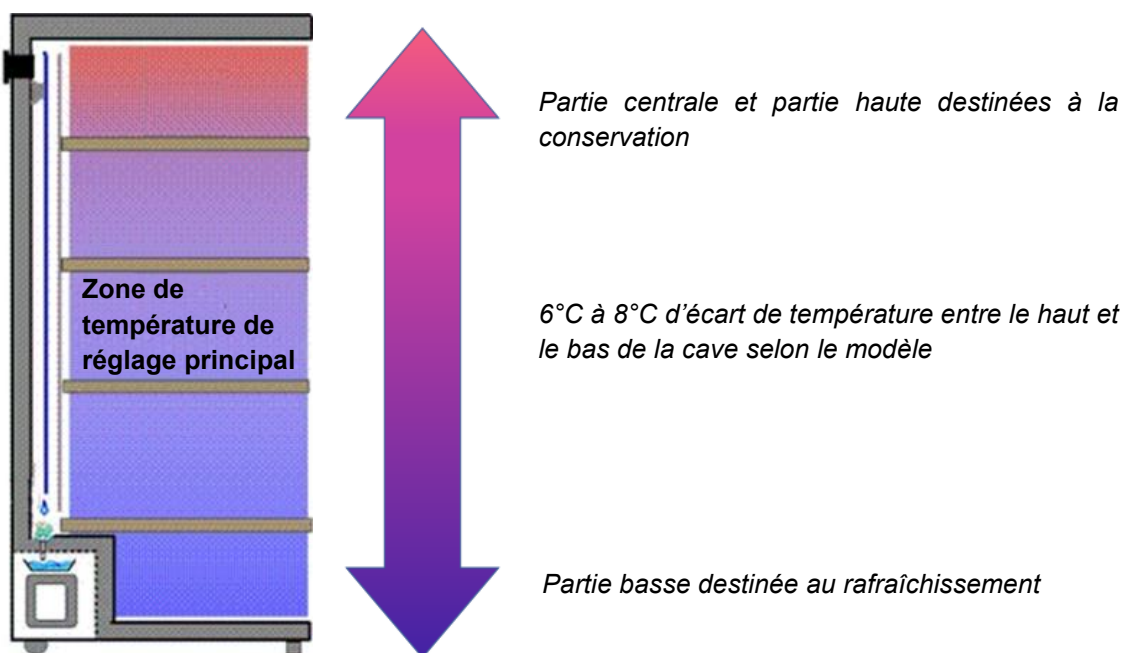 Partie centrale et partie haute destinées à la
conservation
Zone de
température de
réglage principal
6°C à 8°C d’écart de température entre le haut et
le bas de la cave selon le modèle
Partie basse destinée au rafraîchissement